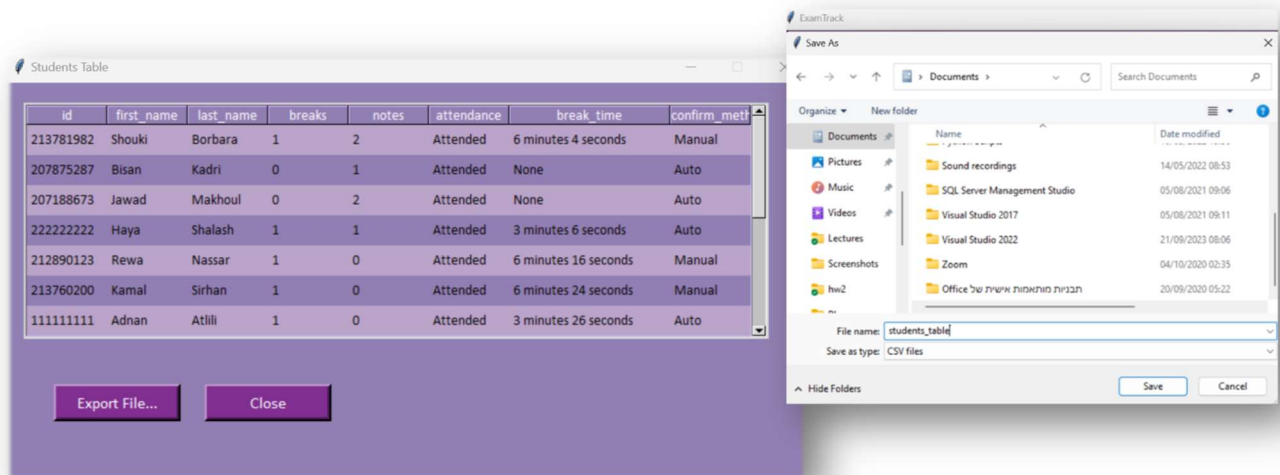 Students Table
id first_name last_name breaks notes attendance break_time confirm_meth
213781982 Shouki Borbara 1 2 Attended 6 minutes 4 seconds Manual
207875287 Bisan Kadri 0 1 Attended None Auto
207188673 Jawad Makhoul 0 2 Attended None Auto
222222222 Haya Shalash 1 1 Attended 3 minutes 6 seconds Auto
212890123 Rewa Nassar 1 0 Attended 6 minutes 16 seconds Manual
213760200 Kamal Sirhan 1 0 Attended 6 minutes 24 seconds Manual
111111111 Adnan Atlili 1 0 Attended 3 minutes 26 seconds Auto
Export File... Close
ExamTrack
Save As
Documents
Search Documents
Organize New folder
Documents
Pictures
Music
Videos
Lectures
Screenshots
hw2
Name Date modified
Sound recordings 14/05/2022 08:53
SQL Server Management Studio 05/08/2021 09:06
Visual Studio 2017 05/08/2021 09:11
Visual Studio 2022 21/09/2023 08:06
Zoom 04/10/2020 02:35
תבניות מותאמות אישית של Office 20/09/2020 05:22
File name: students_table
Save as type: CSV files
Hide Folders
Save Cancel